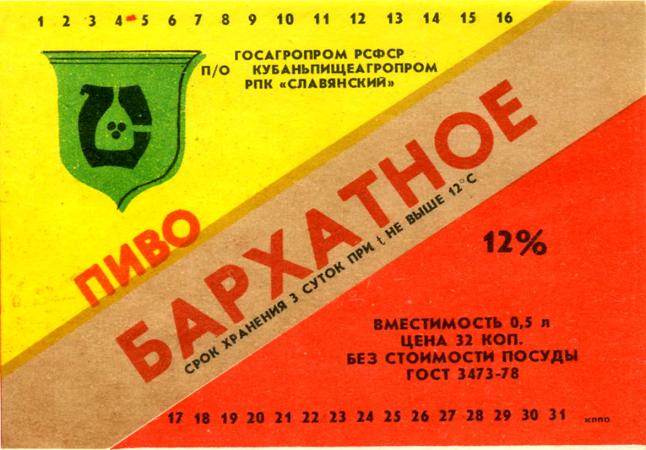 1 2 3 4 5 6 7 8 9 10 11 12 13 14 15 16
ГОСАГРОПРОМ РСФСР
П/О КУБАНЬПИЩЕАГРОПРОМ
РПК «СЛАВЯНСКИЙ»
ПИВО
БАРХАТНОЕ
СРОК ХРАНЕНИЯ 3 СУТОК ПРИ t НЕ ВЫШЕ 12°С
12%
ВМЕСТИМОСТЬ 0,5 л
ЦЕНА 32 КОП.
БЕЗ СТОИМОСТИ ПОСУДЫ
ГОСТ 3473-78
17 18 19 20 21 22 23 24 25 26 27 28 29 30 31
КППО